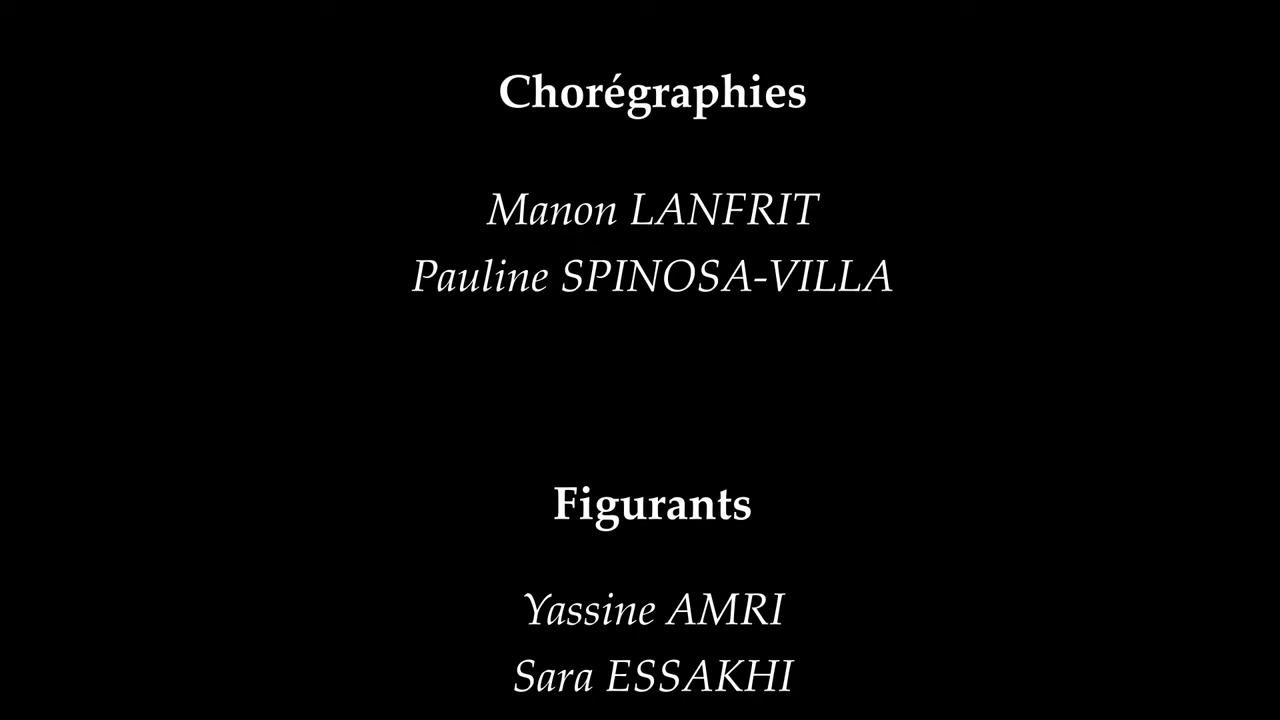 Chorégraphies
Manon LANFRIT
Pauline SPINOSA-VILLA
Figurants
Yassine AMRI
Sara ESSAKHI